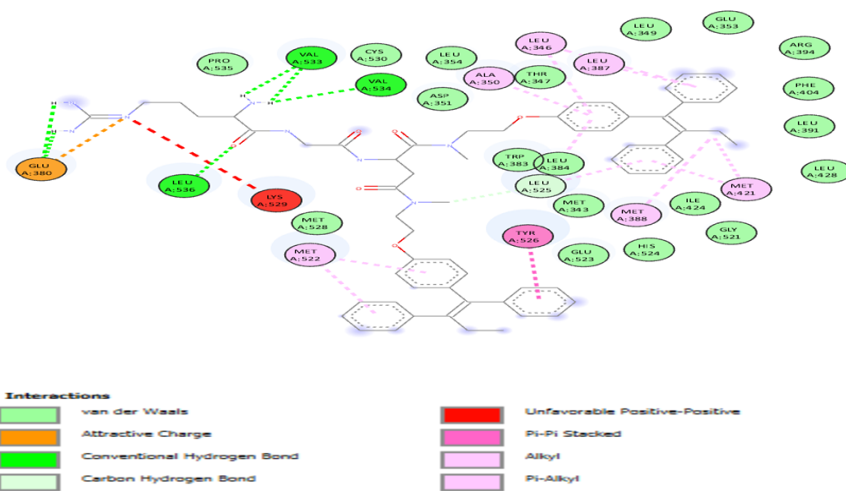 LEU
A:349
GLU
A:353
LEU
A:346
ARG
A:394
PRO
A:535
VAL
A:533
CYS
A:530
LEU
A:354
LEU
A:387
ALA
A:350
THR
A:347
VAL
A:534
PHE
A:404
ASP
A:351
LEU
A:391
GLU
A:380
LEU
A:536
LYS
A:529
TRP
A:383
LEU
A:384
LEU
A:428
LEU
A:525
MET
A:421
MET
A:343
ILE
A:424
MET
A:388
MET
A:528
TYR
A:526
GLY
A:521
MET
A:522
GLU
A:523
HIS
A:524
Interactions
van der Waals
Attractive Charge
Conventional Hydrogen Bond
Carbon Hydrogen Bond
Unfavorable Positive-Positive
Pi-Pi Stacked
Alkyl
Pi-Alkyl